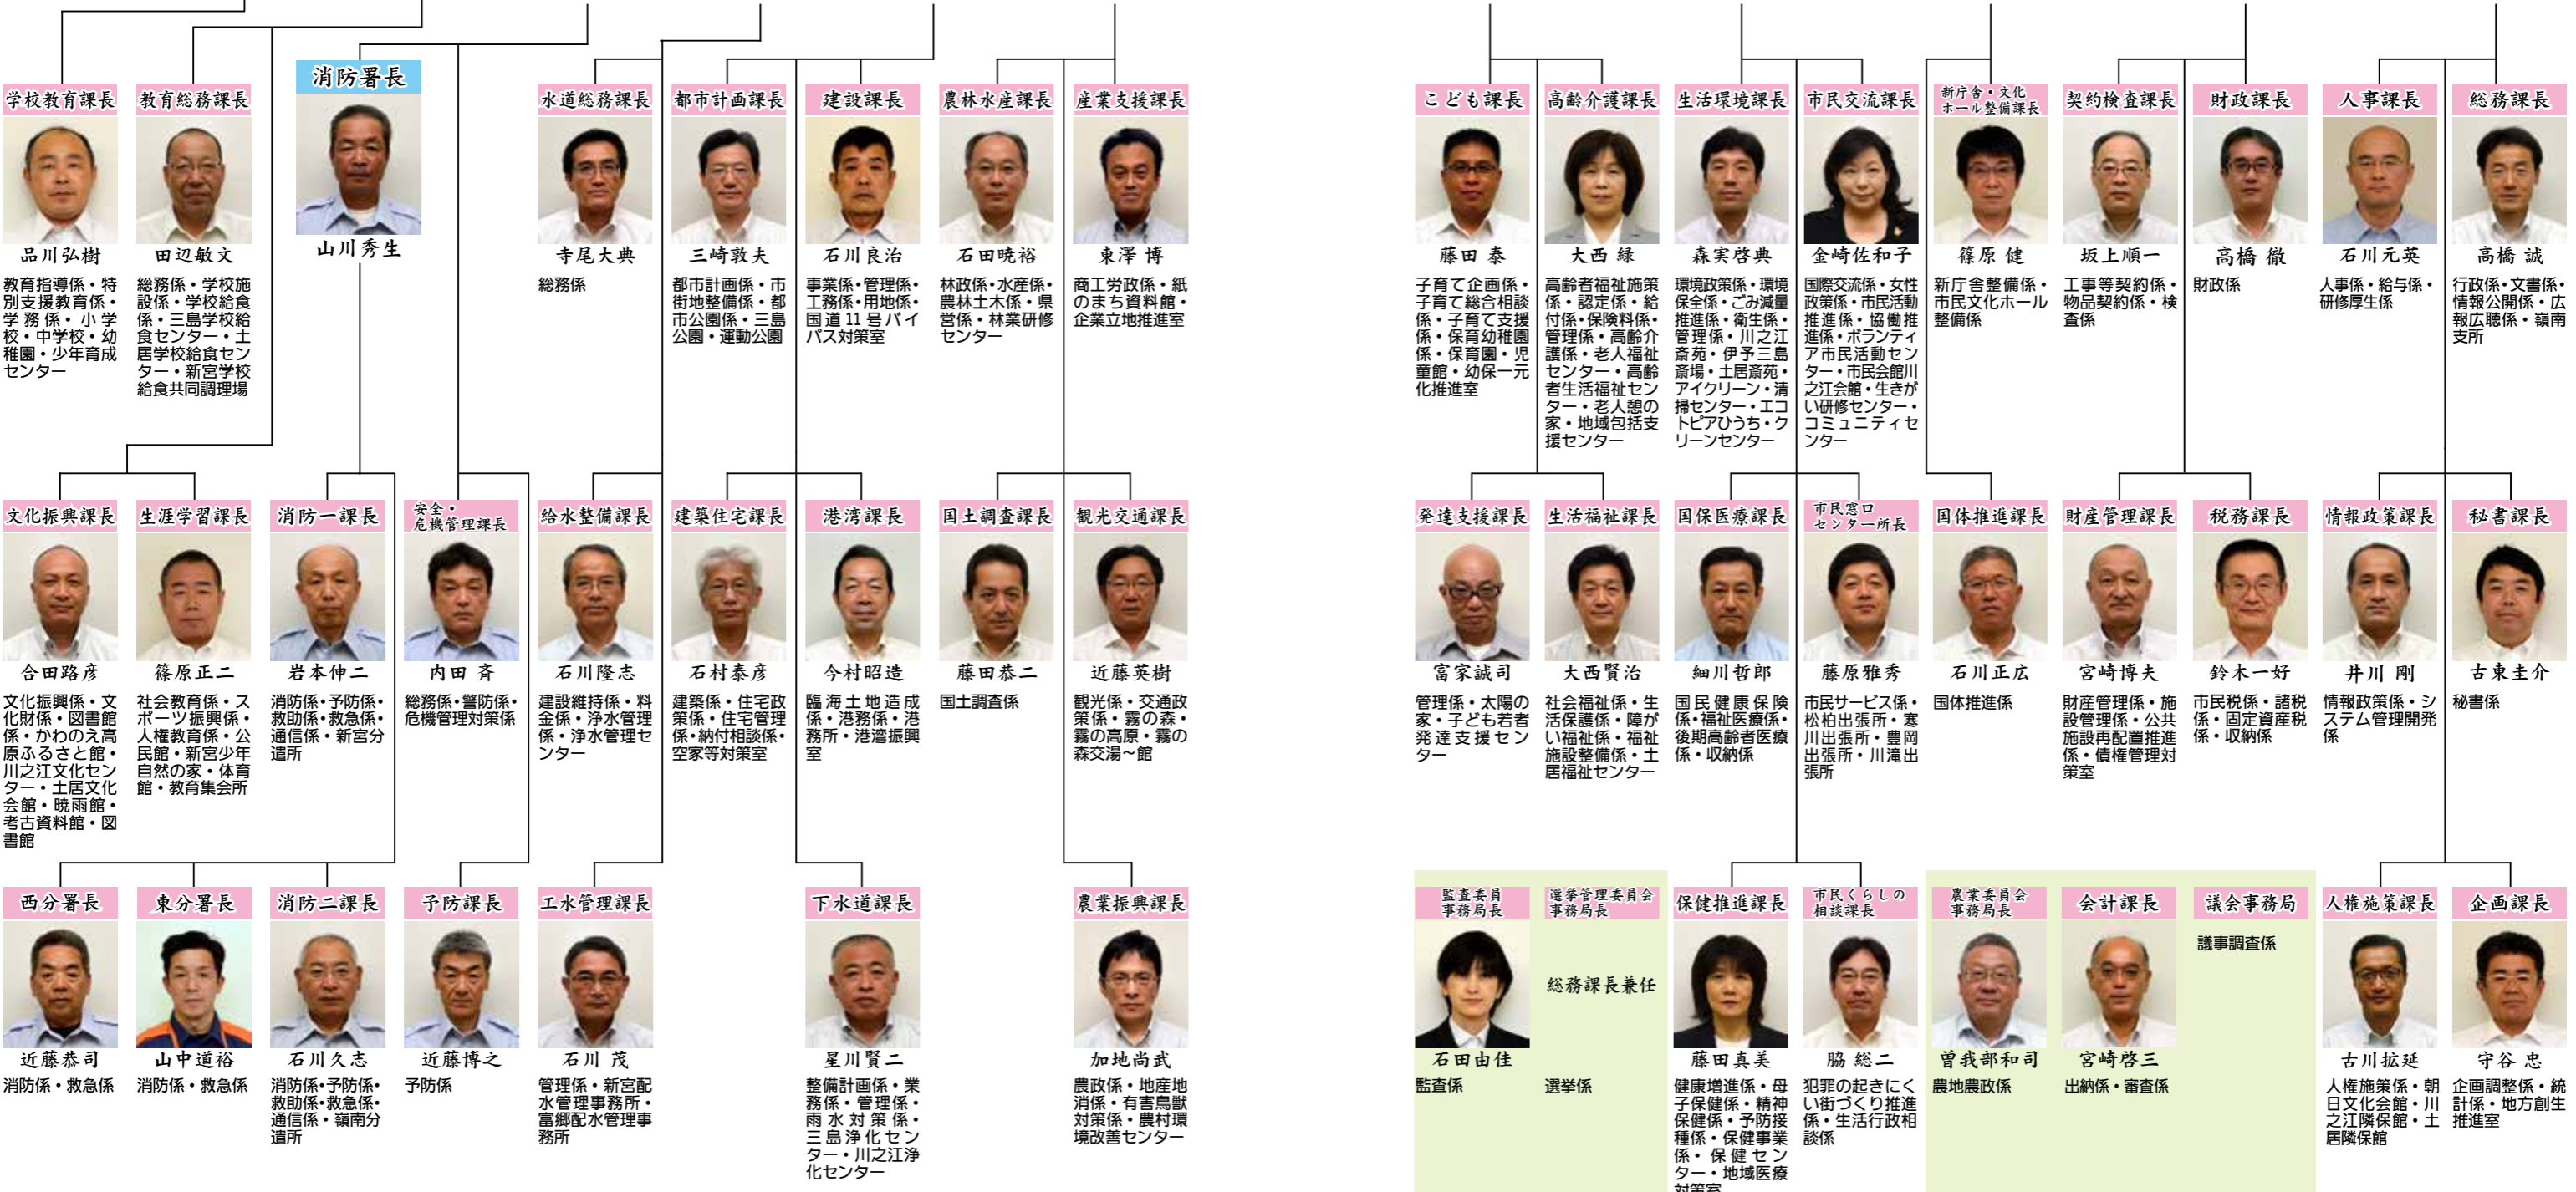 消防署長
山川秀生
学校教育課長
品川弘樹
教育指導係・特
別支援教育係・
学務係・小学
校・中学校・幼
稚園・少年育成
センター
教育総務課長
田辺敏文
総務係・学校施
設係・学校給食
係・三島学校給
食センター・土
居学校給食セン
ター・新宮学校
給食共同調理場
水道総務課長
寺尾大典
総務係
都市計画課長
三崎敦夫
都市計画係・市
街地整備係・都
市公園係・三島
公園・運動公園
建設課長
石川良治
事業係・管理係・
工務係・用地係・
国道11号バイ
パス対策室
農林水産課長
石田暁裕
林政係・水産係・
農林土木係・県
営係・林業研修
センター
産業支援課長
東澤 博
商工労政係・紙
のまち資料館・
企業立地推進室
こども課長
藤田 泰
子育て企画係・
子育て総合相談
係・子育て支援
係・保育幼稚園
係・保育園・児
童館・幼保一元
化推進室
高齢介護課長
大西 緑
高齢者福祉施策
係・認定係・給
付係・保険料係・
管理係・高齢介
護係・老人福祉
センター・高齢
者生活福祉セン
ター・老人憩の
家・地域包括支
援センター
生活環境課長
森実啓典
環境政策係・環境
保全係・ごみ減量
推進係・衛生係・
管理係・川之江
斎苑・伊予三島
斎場・土居斎苑・
アイクリーン・清
掃センター・エコ
トピアひうち・ク
リーンセンター
市民交流課長
金崎佐和子
国際交流係・女性
政策係・市民活動
推進係・協働推
進係・ボランティ
ア市民活動セン
ター・市民会館川
之江会館・生きが
い研修センター・
コミュニティセ
ンター
新庁舎・文化
ホール整備課長
篠原 健
新庁舎整備係・
市民文化ホール
整備係
契約検査課長
坂上順一
工事等契約係・
物品契約係・検
査係
財政課長
高橋 徹
財政係
人事課長
石川元英
人事係・給与係・
研修厚生係
総務課長
高橋 誠
行政係・文書係・
情報公開係・広
報広聴係・嶺南
支所
文化振興課長
合田路彦
文化振興係・文
化財係・図書館
係・かわのえ高
原ふるさと館・
川之江文化セン
ター・土居文化
会館・暁雨館・
考古資料館・図
書館
生涯学習課長
篠原正二
社会教育係・ス
ポーツ振興係・
人権教育係・公
民館・新宮少年
自然の家・体育
館・教育集会所
消防一課長
岩本伸二
消防係・予防係・
救助係・救急係・
通信係・新宮分
遣所
安全・
危機管理課長
内田 斉
総務係・警防係・
危機管理対策係
給水整備課長
石川隆志
建設維持係・料
金係・浄水管理
係・浄水管理セ
ンター
建築住宅課長
石村泰彦
建築係・住宅政
策係・住宅管理
係・納付相談係・
空家等対策室
港湾課長
今村昭造
臨海土地造成
係・港務係・港
務所・港湾振興
室
国土調査課長
藤田恭二
国土調査係
観光交通課長
近藤英樹
観光係・交通政
策係・霧の森・
霧の高原・霧の
森交湯～館
発達支援課長
富家誠司
管理係・太陽の
家・子ども若者
発達支援セン
ター
生活福祉課長
大西賢治
社会福祉係・生
活保護係・障が
い福祉係・福祉
施設整備係・土
居福祉センター
国保医療課長
細川哲郎
国民健康保険
係・福祉医療係・
後期高齢者医療
係・収納係
市民窓口
センター所長
藤原雅秀
市民サービス係・
松柏出張所・寒
川出張所・豊岡
出張所・川滝出
張所
国体推進課長
石川正広
国体推進係
財産管理課長
宮崎博夫
財産管理係・施
設管理係・公共
施設再配置推進
係・債権管理対
策室
税務課長
鈴木一好
市民税係・諸税
係・固定資産税
係・収納係
情報政策課長
井川 剛
情報政策係・シ
ステム管理開発
係
秘書課長
古東圭介
秘書係
西分署長
近藤恭司
消防係・救急係
東分署長
山中道裕
消防係・救急係
消防二課長
石川久志
消防係・予防係・
救助係・救急係・
通信係・嶺南分
遣所
予防課長
近藤博之
予防係
工水管理課長
石川 茂
管理係・新宮配
水管理事務所・
富郷配水管理事
務所
下水道課長
星川賢二
整備計画係・業
務係・管理係・
雨水対策係・
三島浄化セン
ター・川之江浄
化センター
農業振興課長
加地尚武
農政係・地産地
消係・有害鳥獣
対策係・農村環
境改善センター
監査委員
事務局長
石田由佳
監査係
選挙管理委員会
事務局長
総務課長兼任
選挙係
保健推進課長
藤田真美
健康増進係・母
子保健係・精神
保健係・予防接
種係・保健事業
係・保健セン
ター・地域医療
対策室
市民くらしの
相談課長
脇 総二
犯罪の起きにく
い街づくり推進
係・生活行政相
談係
農業委員会
事務局長
曽我部和司
農地農政係
会計課長
宮崎啓三
出納係・審査係
議会事務局
議事調査係
人権施策課長
古川拡延
人権施策係・朝
日文化会館・川
之江隣保館・土
居隣保館
企画課長
守谷 忠
企画調整係・統
計係・地方創生
推進室